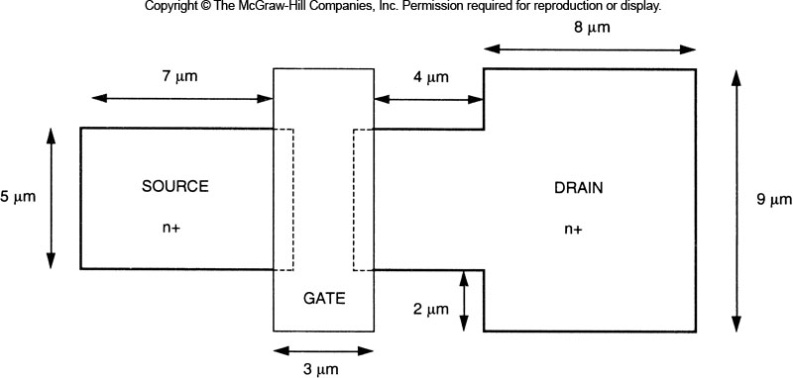 Copyright © The McGraw-Hill Companies, Inc. Permission required for reproduction or display.
8 μm
7 μm
4 μm
5 μm
SOURCE
n+
DRAIN
n+
9 μm
GATE
2 μm
3 μm